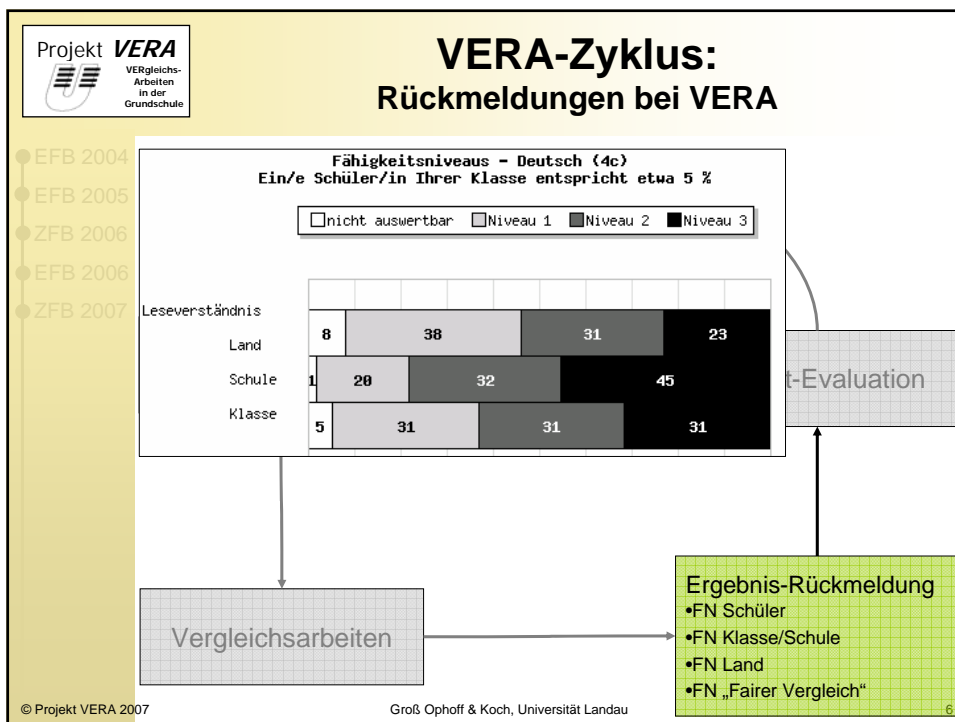 Projekt VERA
VERgleichs-
Arbeiten
in der
Grundschule
VERA-Zyklus:
Rückmeldungen bei VERA
EFB 2004
EFB 2005
ZFB 2006
EFB 2006
ZFB 2007
Fähigkeitsniveaus - Deutsch (4c)
Ein/e Schüler/in Ihrer Klasse entspricht etwa 5 %
nicht auswertbar Niveau 1 Niveau 2 Niveau 3
Leseverständnis
Land 8 38 31 23
Schule 1 20 32 45
Klasse 5 31 31 31
t-Evaluation
Vergleichsarbeiten
Ergebnis-Rückmeldung
•FN Schüler
•FN Klasse/Schule
•FN Land
•FN „Fairer Vergleich“
© Projekt VERA 2007 Groß Ophoff & Koch, Universität Landau 6